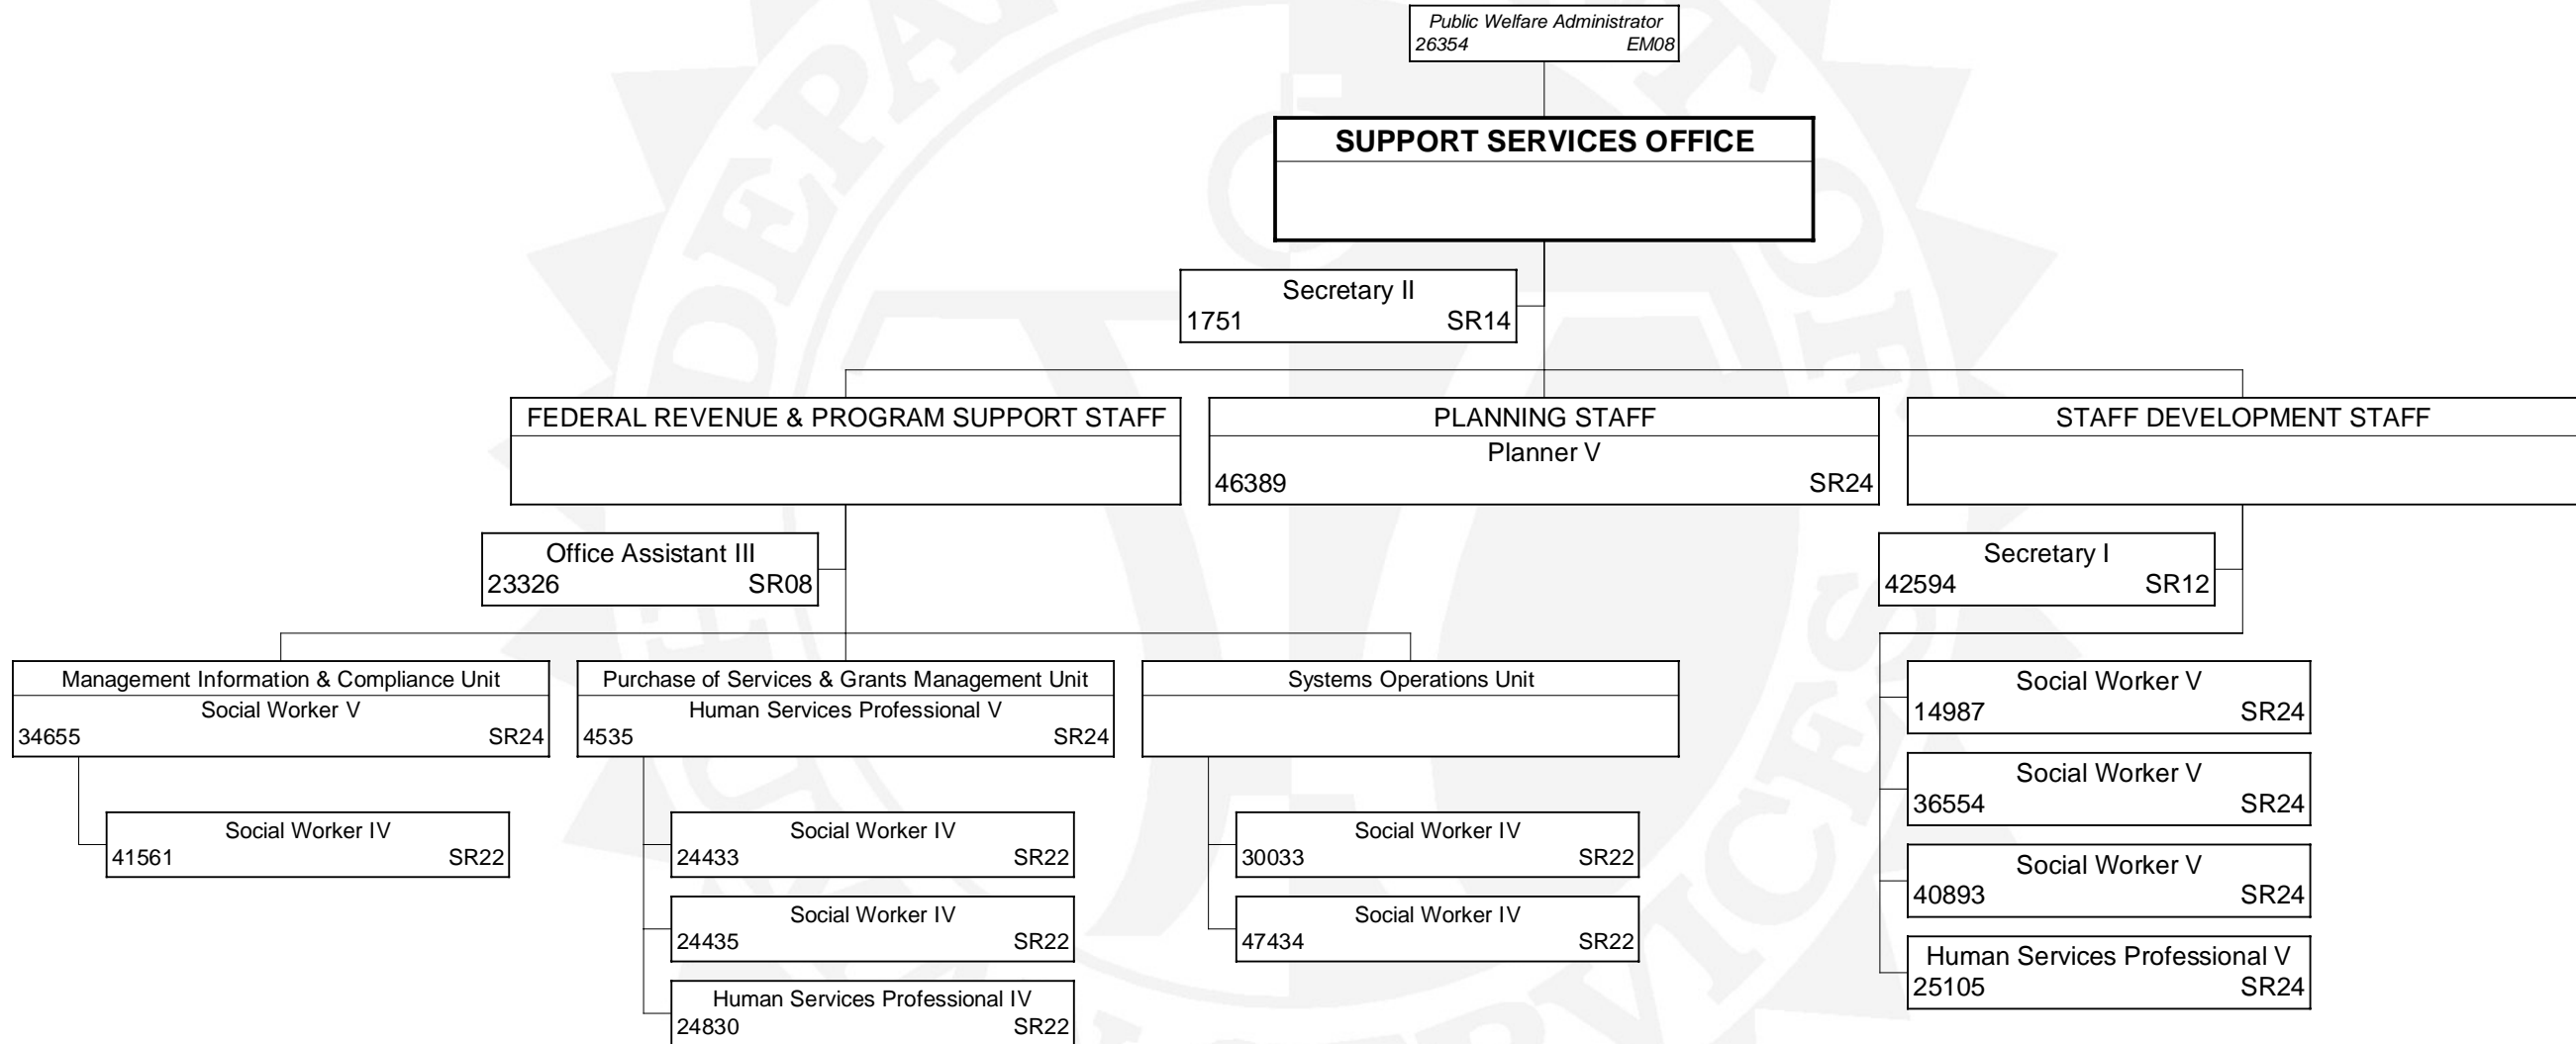 Public Welfare Administrator
26354 EM08
SUPPORT SERVICES OFFICE
Secretary II
1751 SR14
FEDERAL REVENUE & PROGRAM SUPPORT STAFF
PLANNING STAFF
Planner V
46389 SR24
STAFF DEVELOPMENT STAFF
Office Assistant III
23326 SR08
Secretary I
42594 SR12
Management Information & Compliance Unit
Social Worker V
34655 SR24
Social Worker IV
41561 SR22
Purchase of Services & Grants Management Unit
Human Services Professional V
4535 SR24
Social Worker IV
24433 SR22
Social Worker IV
24435 SR22
Human Services Professional IV
24830 SR22
Systems Operations Unit
Social Worker IV
30033 SR22
Social Worker IV
47434 SR22
Social Worker V
14987 SR24
Social Worker V
36554 SR24
Social Worker V
40893 SR24
Human Services Professional V
25105 SR24